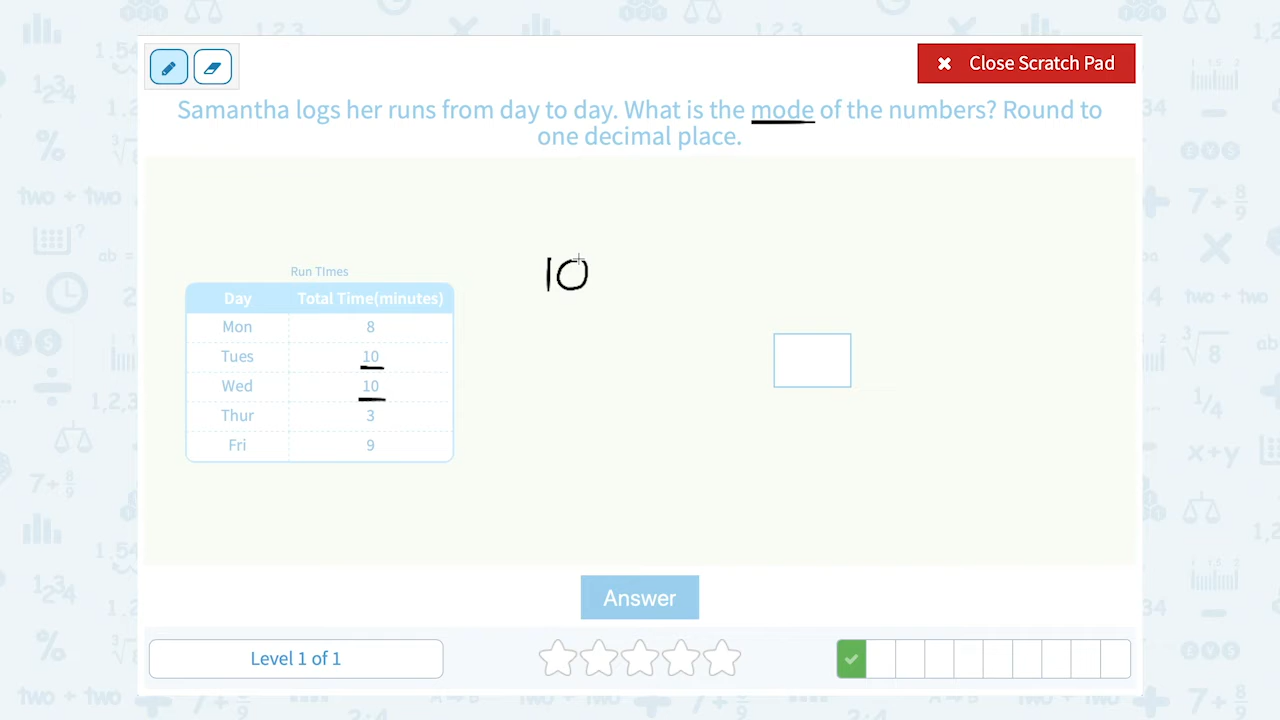 Close Scratch Pad
Samantha logs her runs from day to day. What is the mode of the numbers? Round to
one decimal place.
10
Run TImes
Day Total Time(minutes)
Mon 8
Tues 10
Wed 10
Thur 3
Fri 9
Answer
Level 1 of 1